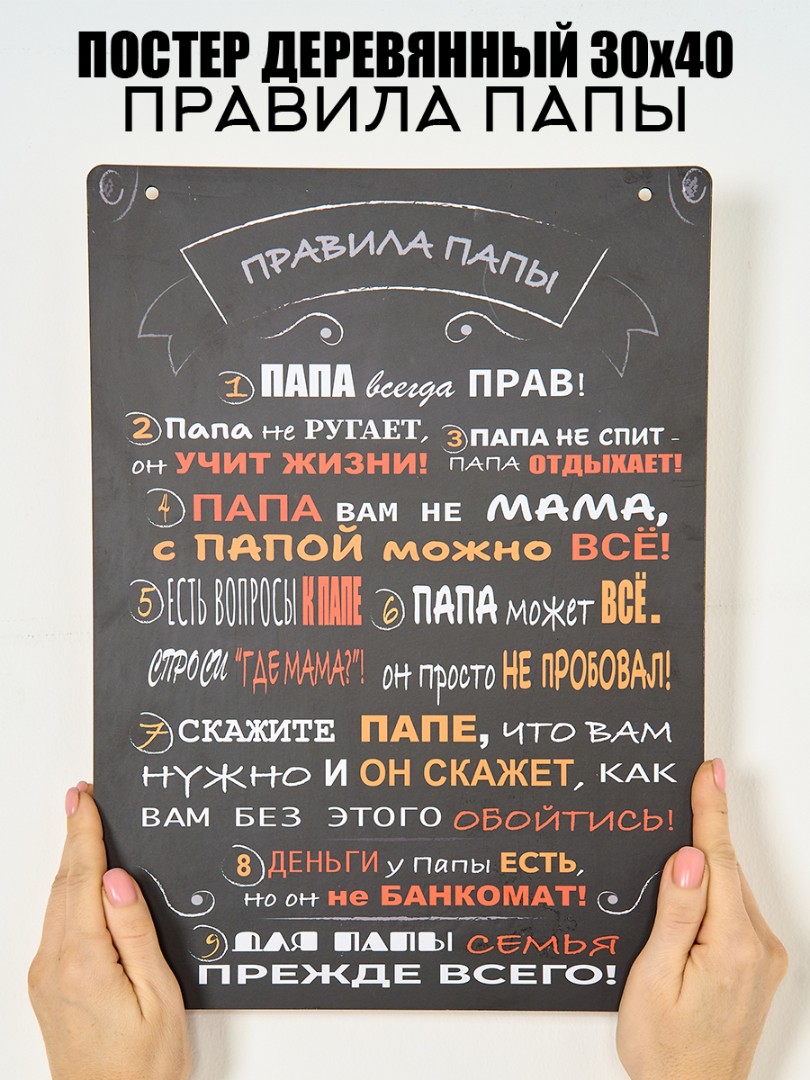 ПОСТЕР ДЕРЕВЯННЫЙ 30х40
ПРАВИЛА ПАПЫ
ПРАВИЛА ПАПЫ
1 ПАПА всегда ПРАВ!
2 Папа не РУГАЕТ,
он УЧИТ ЖИЗНИ!
3 ПАПА НЕ СПИТ -
ПАПА ОТДЫХАЕТ!
4 ПАПА ВАМ НЕ МАМА,
с ПАПОЙ можно ВСЁ!
5 ЕСТЬ ВОПРОСЫ К ПАПЕ
СПРОСИ "ГДЕ МАМА?"!
6 ПАПА может ВСЁ.
он просто НЕ ПРОБОВАЛ!
7 СКАЖИТЕ ПАПЕ, ЧТО ВАМ
НУЖНО И ОН СКАЖЕТ, КАК
ВАМ БЕЗ ЭТОГО ОБОЙТИСЬ!
8 ДЕНЬГИ у папы ЕСТЬ,
но он не БАНКОМАТ!
9 ДЛЯ ПАПЫ СЕМЬЯ
ПРЕЖДЕ ВСЕГО!